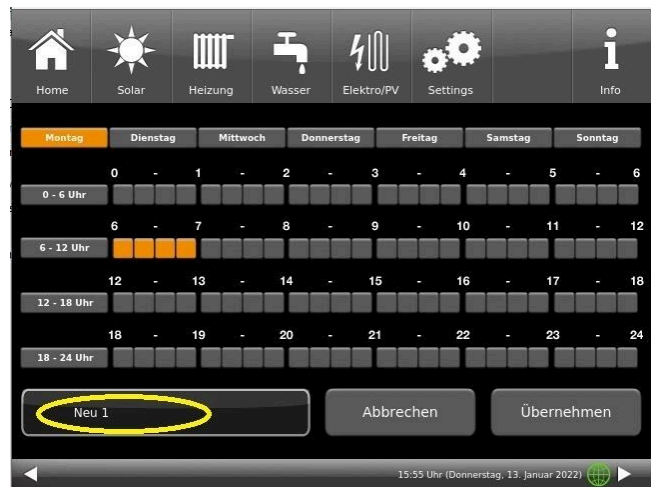 Home Solar Heizung Wasser Elektro/PV Settings Info
Montag Dienstag Mittwoch Donnerstag Freitag Samstag Sonntag
0 - 1 - 2 - 3 - 4 - 5 - 6
0 - 6 Uhr
6 - 7 - 8 - 9 - 10 - 11 - 12
6 - 12 Uhr
12 - 13 - 14 - 15 - 16 - 17 - 18
12 - 18 Uhr
18 - 19 - 20 - 21 - 22 - 23 - 24
18 - 24 Uhr
Neu 1 Abbrechen Übernehmen
15:55 Uhr (Donnerstag, 13. Januar 2022)